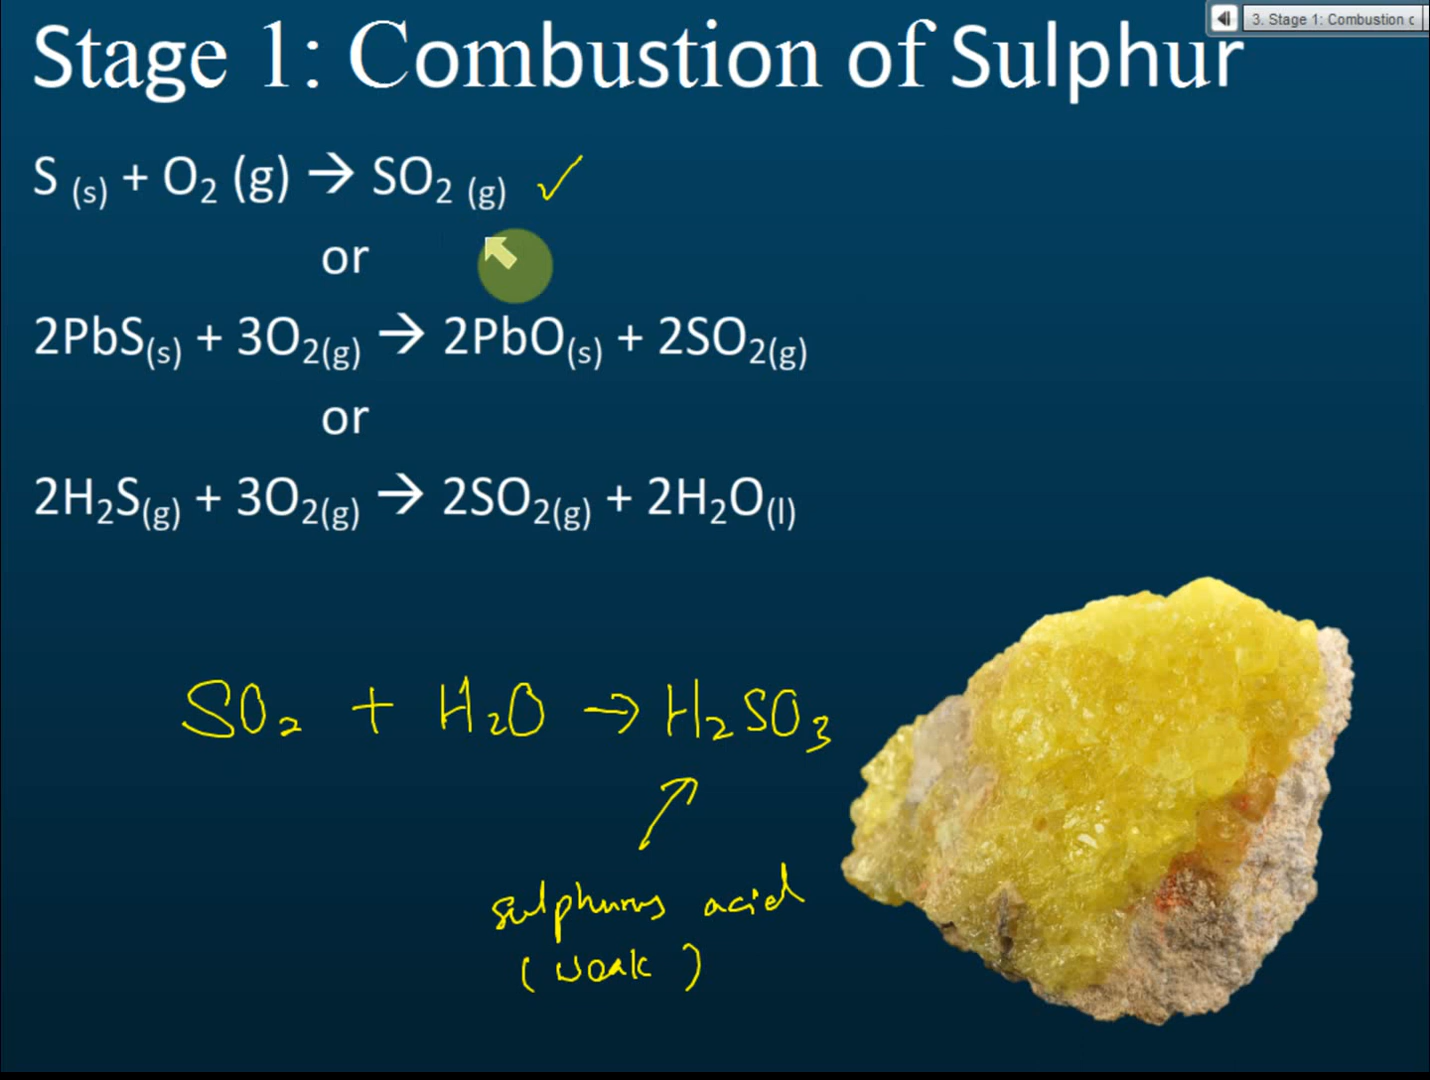 3. Stage 1: Combustion c
Stage 1: Combustion of Sulphur
S (s) + O₂ (g) → SO₂ (g) ✓
or
2PbS(s) + 3O₂(g) → 2PbO(s) + 2SO₂(g)
or
2H₂S(g) + 3O₂(g) → 2SO₂(g) + 2H₂O(l)
SO₂ + H₂O → H₂SO₃
sulphurus acid
(weak)